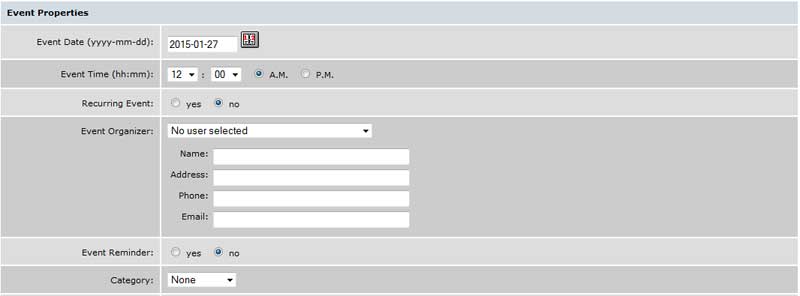 Event Properties
Event Date (yyyy-mm-dd): 2015-01-27
Event Time (hh:mm): 12 : 00 A.M. P.M.
Recurring Event: yes no
Event Organizer: No user selected
Name:
Address:
Phone:
Email:
Event Reminder: yes no
Category: None